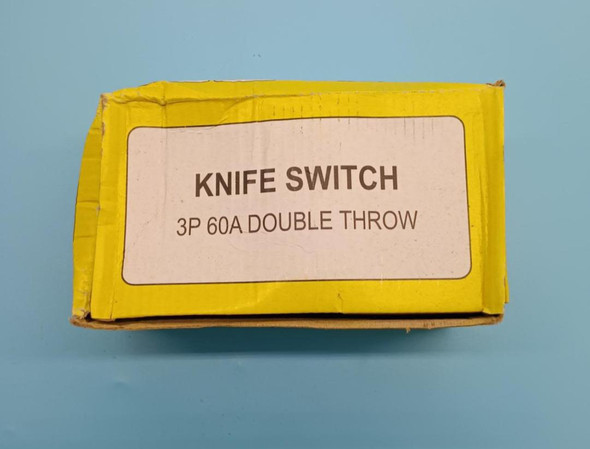 KNIFE SWITCH
3P 60A DOUBLE THROW